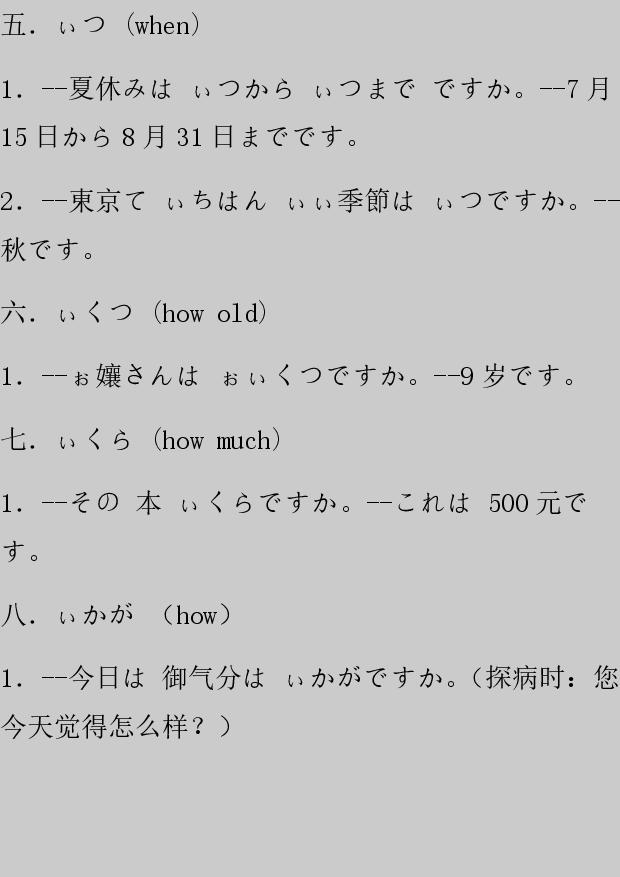 五．ぃつ（when）
1．--夏休みは ぃつから ぃつまで ですか。--7 月
15 日から 8 月 31 日までです。
2．--東京て ぃちはん ぃぃ季節は ぃつですか。--
秋です。
六．ぃくつ（how old）
1．--ぉ嬢さんは ぉぃくつですか。--9 岁です。
七．ぃくら（how much）
1．--その 本 ぃくらですか。--これは 500 元で
す。
八．ぃかが （how）
1．--今日は 御气分は ぃかがですか。（探病时：您
今天觉得怎么样？）